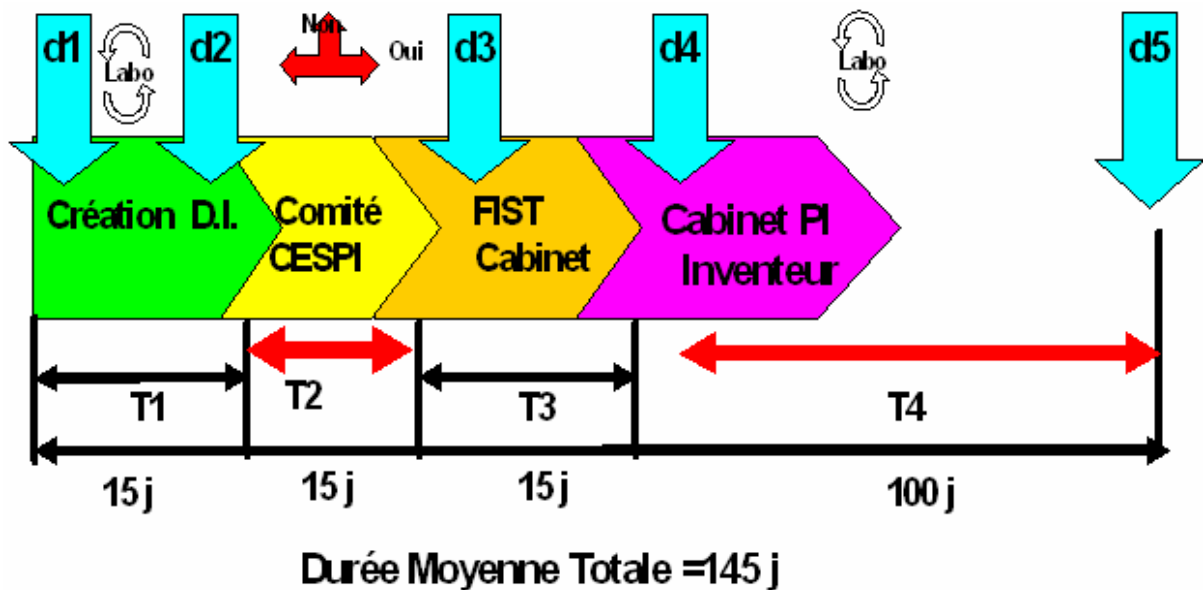 d1
Labo
d2
Non
Oui
d3
d4
Labo
d5
Création D.I.
Comité
CESPI
FIST
Cabinet
Cabinet PI
Inventeur
T1
T2
T3
T4
15 j
15 j
15 j
100 j
Durée Moyenne Totale =145 j